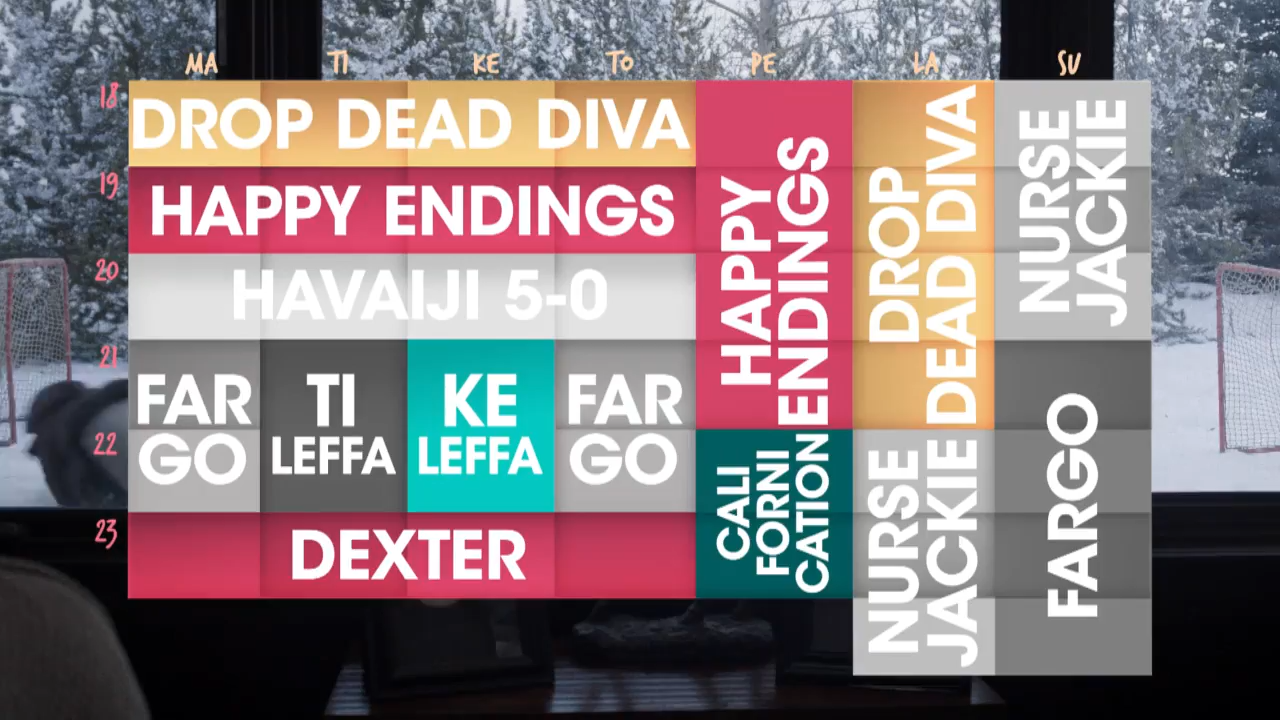 MA TI KE TO PE LA SU
18
DROP DEAD DIVA
19
HAPPY ENDINGS
20
HAVAIJI 5-0
21
FAR
GO
TI
LEFFA
KE
LEFFA
FAR
GO
22
23
DEXTER
HAPPY
ENDINGS
CALI
FORNI
CATION
DROP
DEAD DIVA
NURSE
JACKIE
NURSE
JACKIE
FARGO